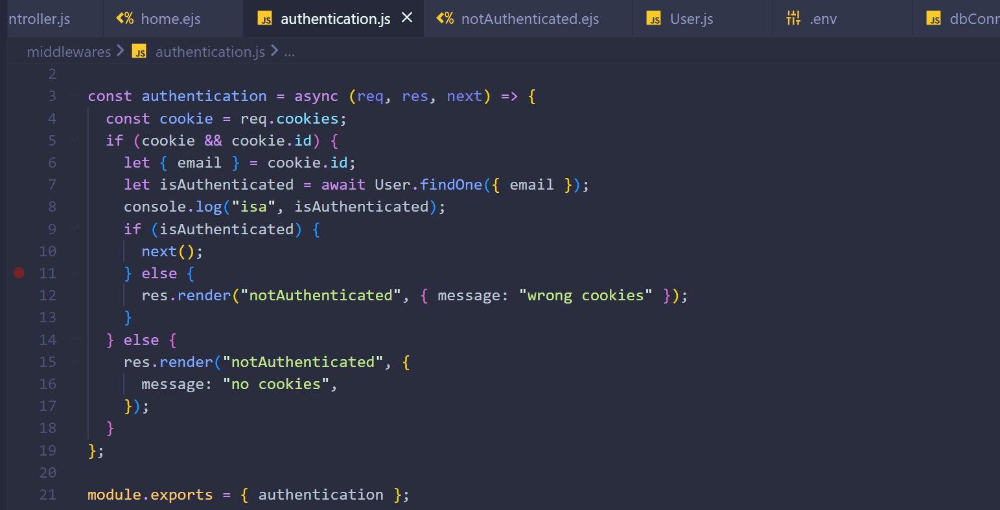 ntroller.js <% home.ejs JS authentication.js <% notAuthenticated.ejs JS User.js .env JS dbConn
middlewares > JS authentication.js > ...
2
3 const authentication = async (req, res, next) => {
4 const cookie = req.cookies;
5 if (cookie && cookie.id) {
6 let { email } = cookie.id;
7 let isAuthenticated = await User.findOne({ email });
8 console.log("isa", isAuthenticated);
9 if (isAuthenticated) {
10 next();
11 } else {
12 res.render("notAuthenticated", { message: "wrong cookies" });
13 }
14 } else {
15 res.render("notAuthenticated", {
16 message: "no cookies",
17 });
18 }
19 };
20
21 module.exports = { authentication };